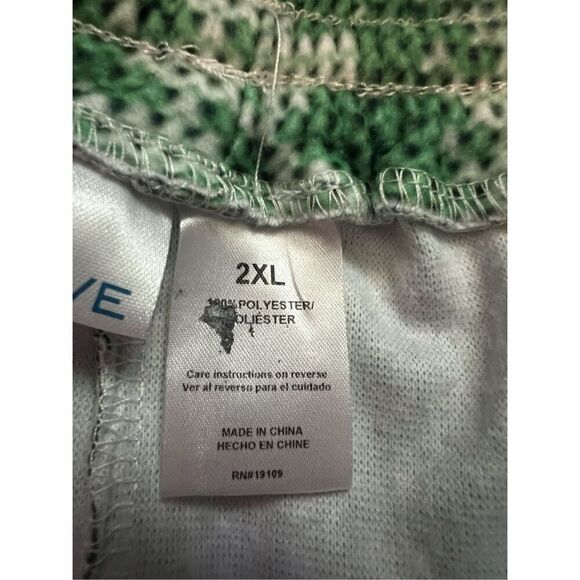 VE
2XL
100% POLYESTER/
POLIÉSTER
Care instructions on reverse
Ver al reverso para el cuidado
MADE IN CHINA
HECHO EN CHINE
RN#19109